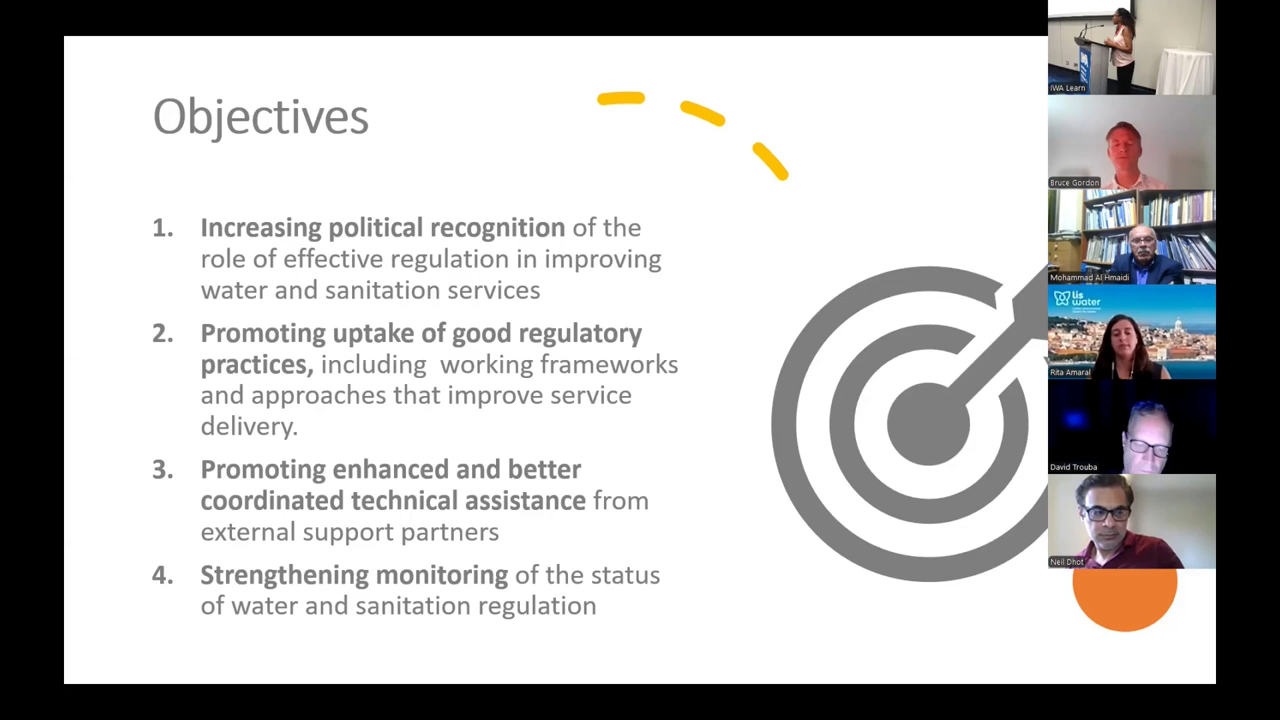 Objectives
1. Increasing political recognition of the
role of effective regulation in improving
water and sanitation services
2. Promoting uptake of good regulatory
practices, including working frameworks
and approaches that improve service
delivery.
3. Promoting enhanced and better
coordinated technical assistance from
external support partners
4. Strengthening monitoring of the status
of water and sanitation regulation
IWA Learn
Bruce Gordon
Mohammad Al Hmaidi
lis
water
Rita Amaral
David Trouba
Neil Dhot